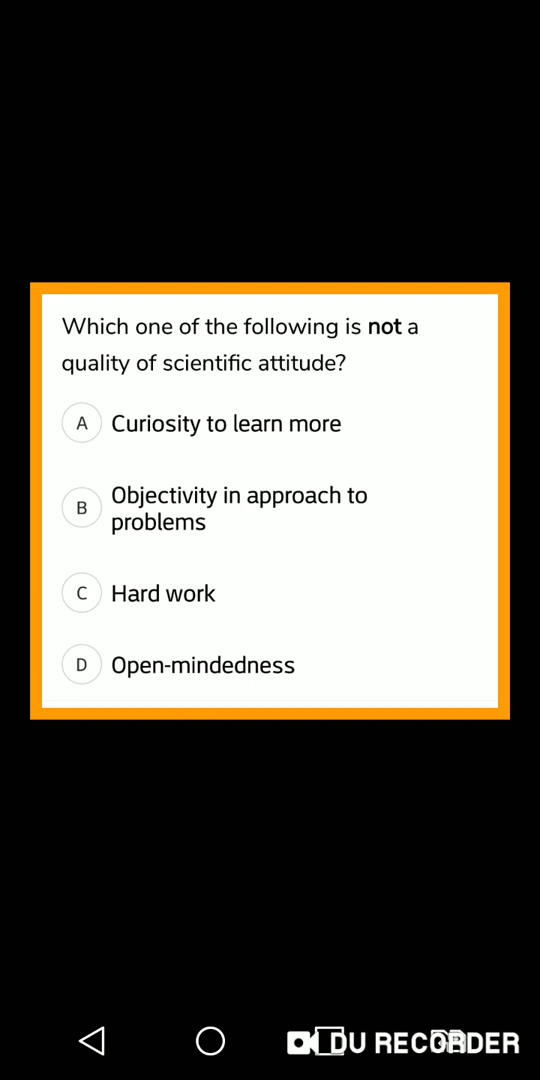 Which one of the following is not a
quality of scientific attitude?
A Curiosity to learn more
B Objectivity in approach to
problems
C Hard work
D Open-mindedness
DU RECORDER